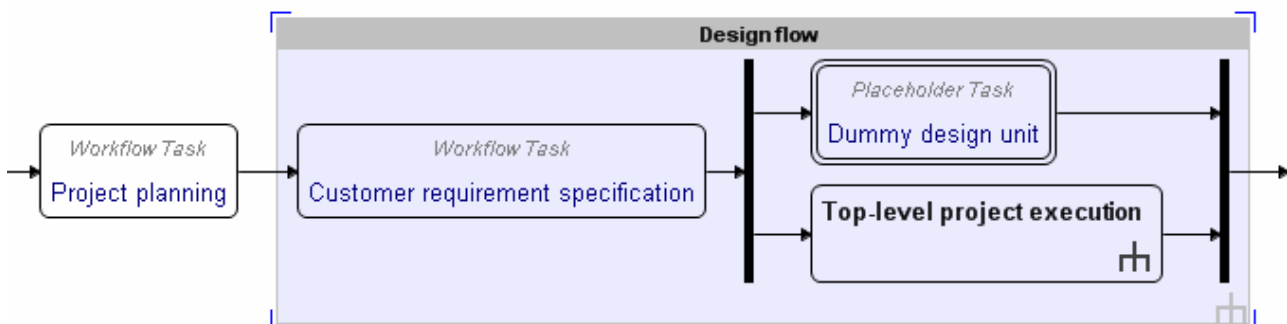 Design flow
Workflow Task
Project planning
Workflow Task
Customer requirement specification
Placeholder Task
Dummy design unit
Top-level project execution